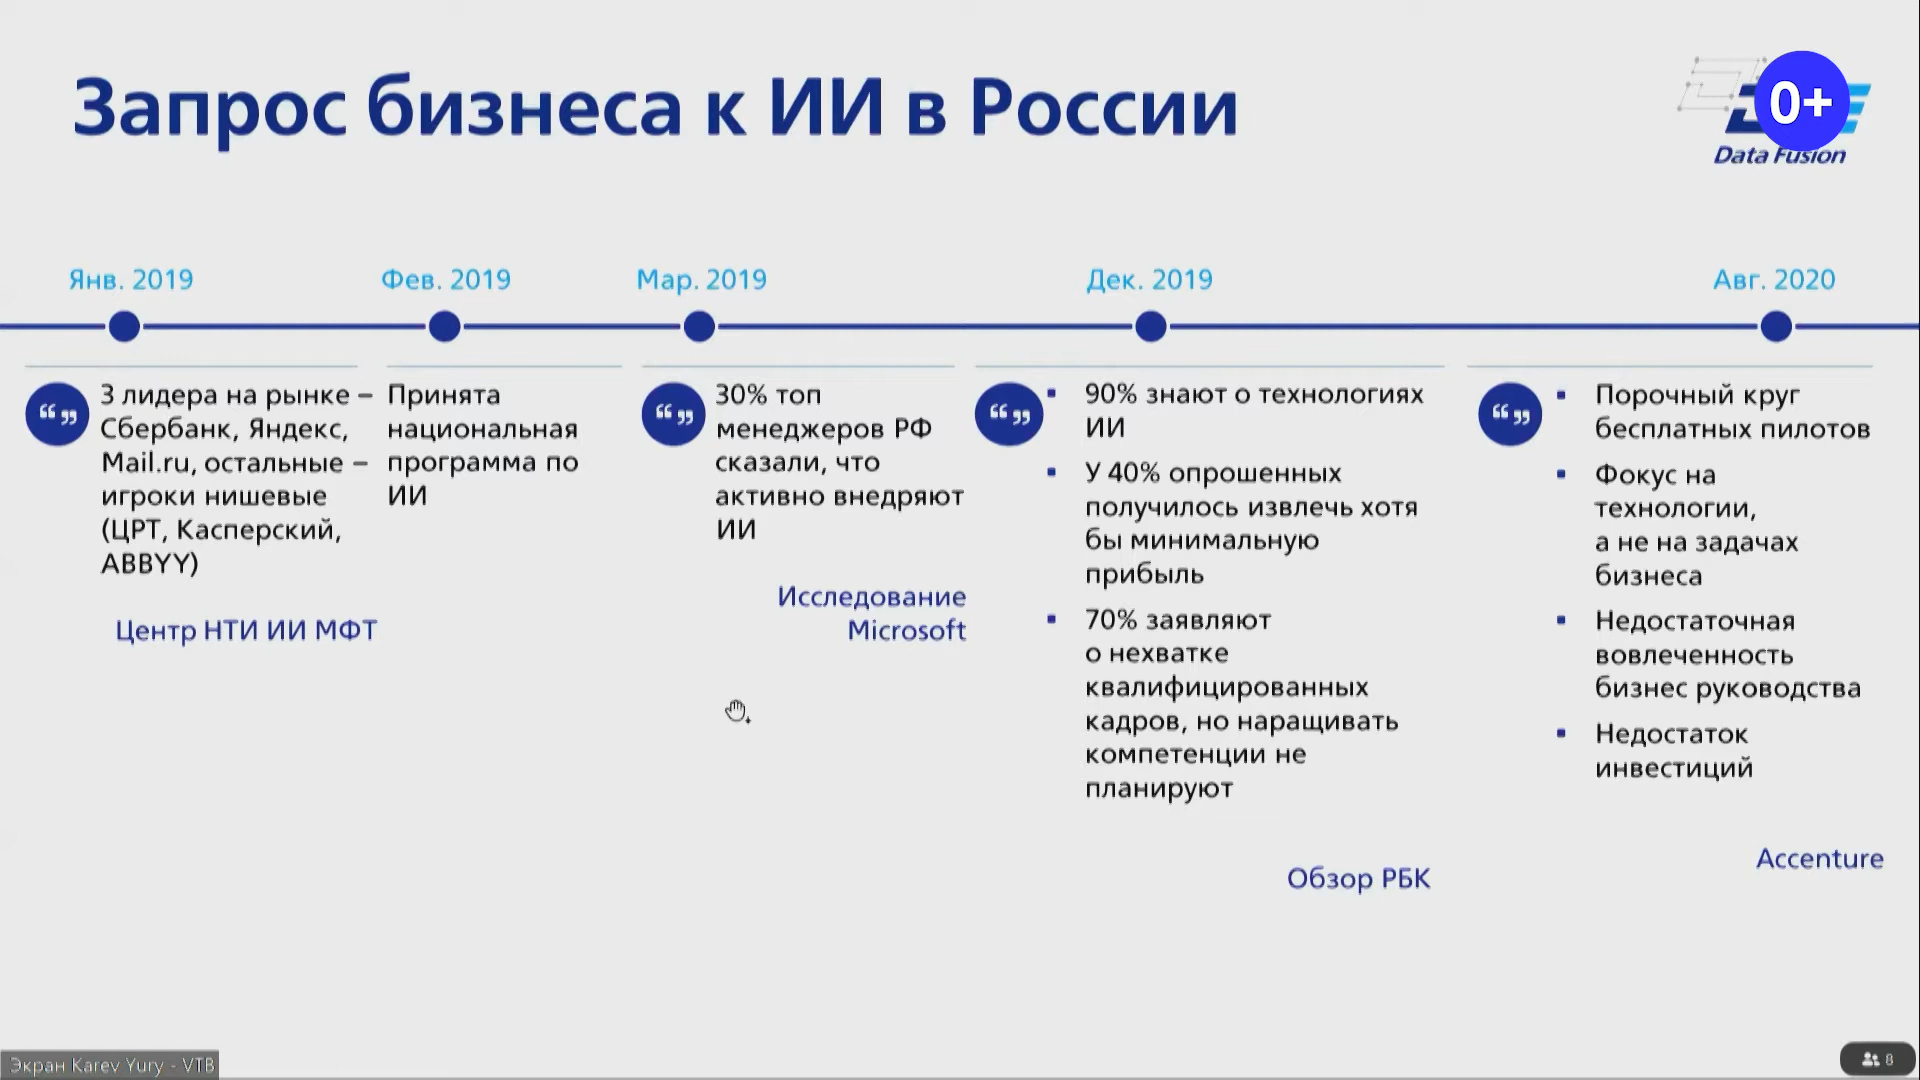 Запрос бизнеса к ИИ в России
0+
Data Fusion
Янв. 2019
Фев. 2019
Мар. 2019
Дек. 2019
Авг. 2020
3 лидера на рынке –
Сбербанк, Яндекс,
Mail.ru, остальные –
игроки нишевые
(ЦРТ, Касперский,
ABBYY)
Центр НТИ ИИ МФТ
Принята
национальная
программа по
ИИ
30% топ
менеджеров РФ
сказали, что
активно внедряют
ИИ
Исследование
Microsoft
90% знают о технологиях
ИИ
У 40% опрошенных
получилось извлечь хотя
бы минимальную
прибыль
70% заявляют
о нехватке
квалифицированных
кадров, но наращивать
компетенции не
планируют
Обзор РБК
Порочный круг
бесплатных пилотов
Фокус на
технологии,
а не на задачах
бизнеса
Недостаточная
вовлеченность
бизнес руководства
Недостаток
инвестиций
Accenture
Экран Karev Yury - VTB
8